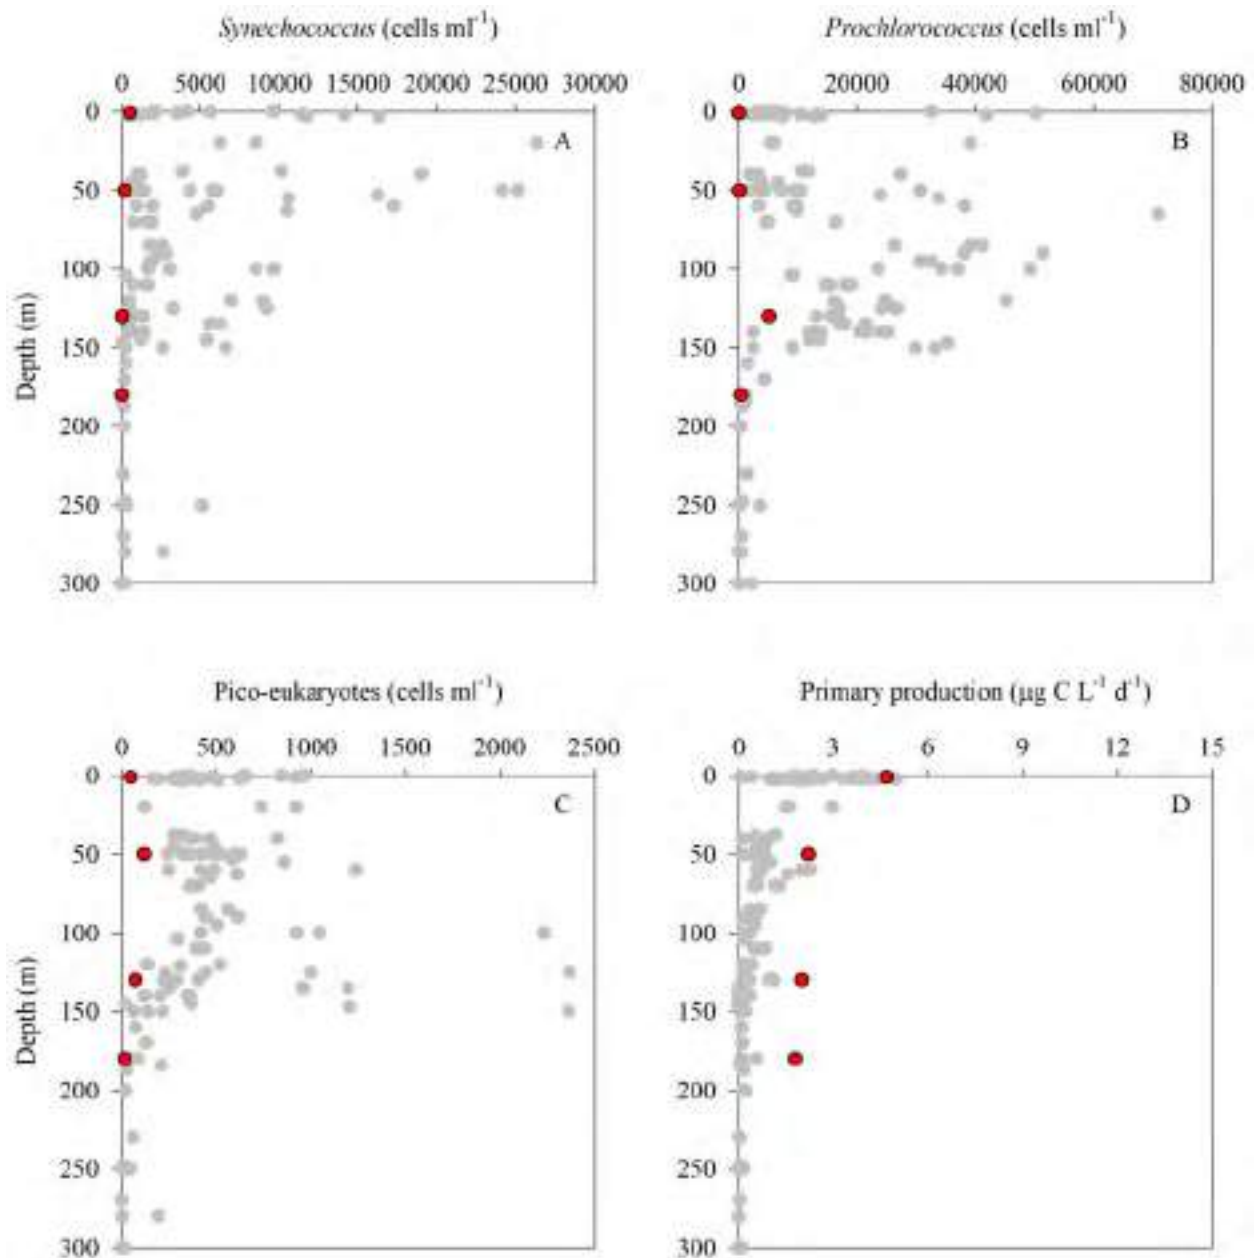 Synechococcus (cells ml⁻¹)
0 5000 10000 15000 20000 25000 30000
0
50
100
150
200
250
300
Depth (m)
A
Prochlorococcus (cells ml⁻¹)
0 20000 40000 60000 80000
0
50
100
150
200
250
300
B
Pico-eukaryotes (cells ml⁻¹)
0 500 1000 1500 2000 2500
0
50
100
150
200
250
300
Depth (m)
C
Primary production (μg C L⁻¹ d⁻¹)
0 3 6 9 12 15
0
50
100
150
200
250
300
D